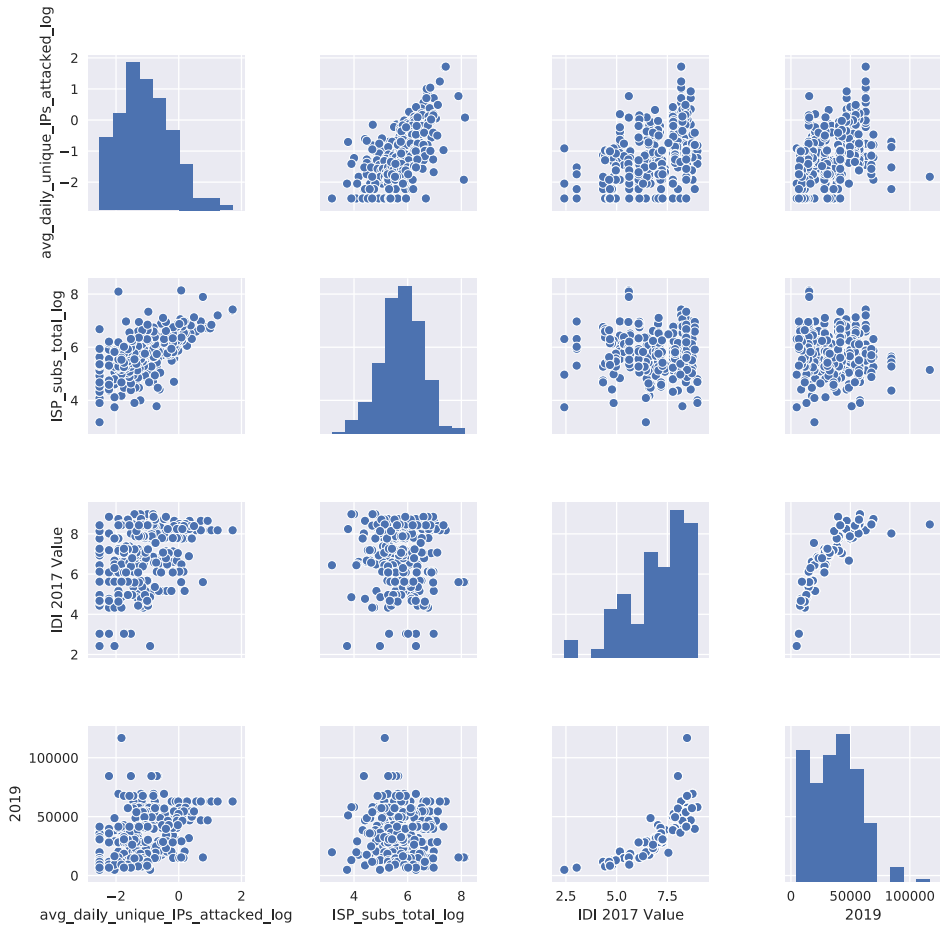 avg_daily_unique_IPs_attacked_log
2
1
0
−1
−2
ISP_subs_total_log
8
6
4
IDI 2017 Value
8
6
4
2
2019
100000
50000
0
−2 0 2
4 6 8
2.5 5.0 7.5
0 50000 100000
avg_daily_unique_IPs_attacked_log
ISP_subs_total_log
IDI 2017 Value
2019